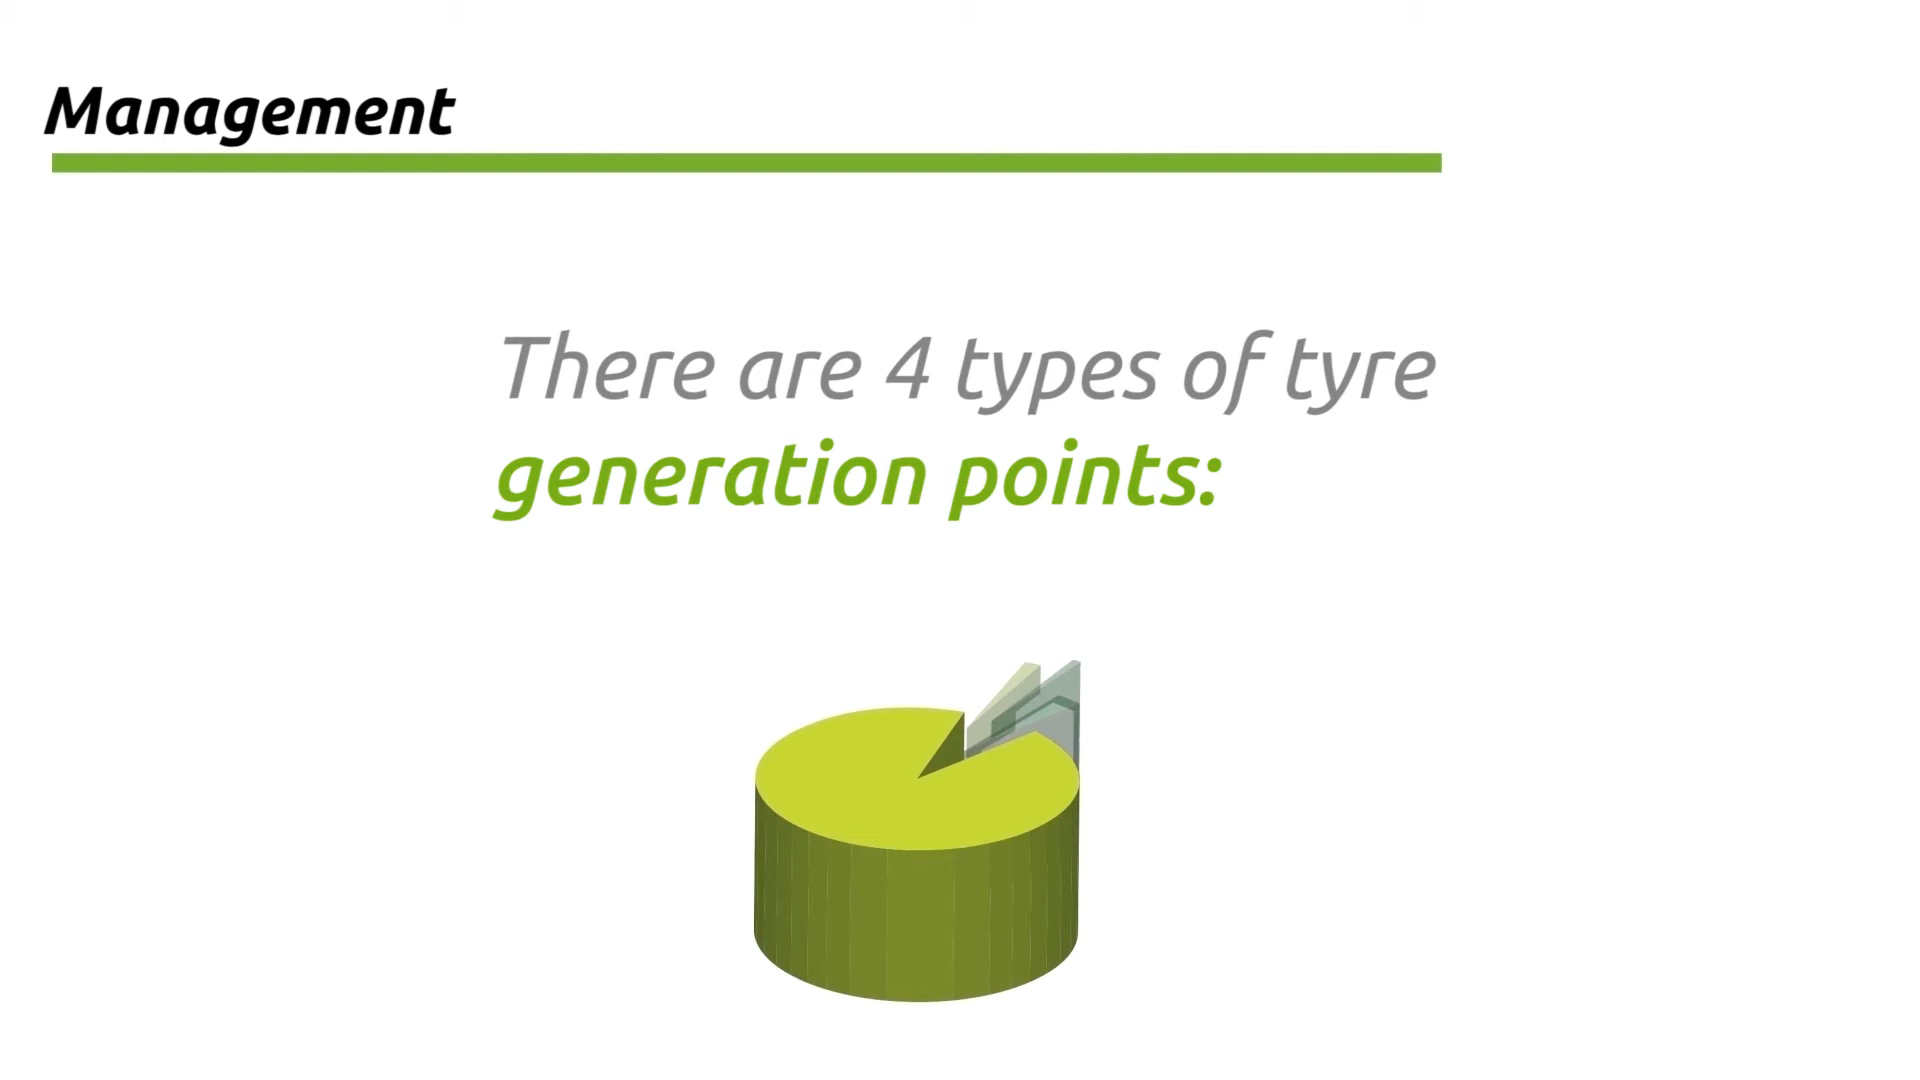 Management
There are 4 types of tyre
generation points: